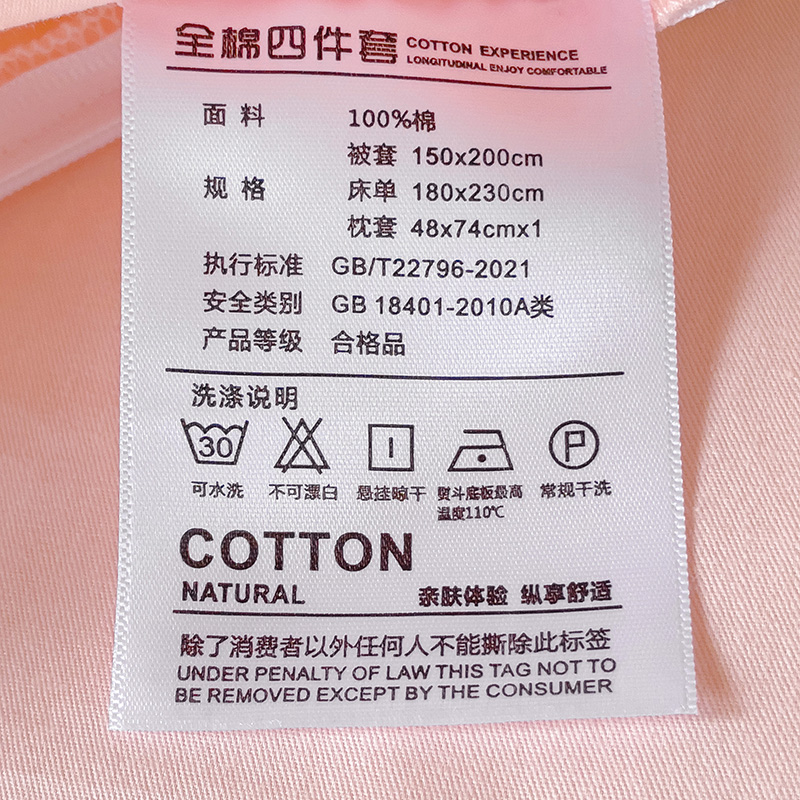 全棉四件套 COTTON EXPERIENCE
LONGITUDINAL ENJOY COMFORTABLE
面料 100%棉
被套 150x200cm
规格 床单 180x230cm
枕套 48x74cmx1
执行标准 GB/T22796-2021
安全类别 GB 18401-2010A类
产品等级 合格品
洗涤说明
30 P
可水洗 不可漂白 悬挂晾干 熨斗底板最高 常规干洗
温度110℃
COTTON
NATURAL 亲肤体验 纵享舒适
除了消费者以外任何人不能撕除此标签
UNDER PENALTY OF LAW THIS TAG NOT TO
BE REMOVED EXCEPT BY THE CONSUMER